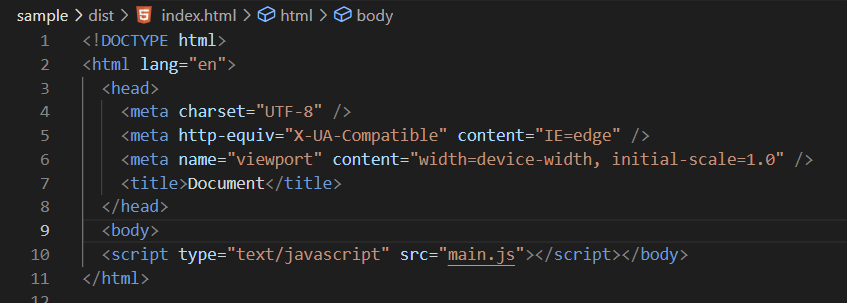 sample > dist > index.html > html > body
1 <!DOCTYPE html>
2 <html lang="en">
3 <head>
4 <meta charset="UTF-8" />
5 <meta http-equiv="X-UA-Compatible" content="IE=edge" />
6 <meta name="viewport" content="width=device-width, initial-scale=1.0" />
7 <title>Document</title>
8 </head>
9 <body>
10 <script type="text/javascript" src="main.js"></script></body>
11 </html>
12